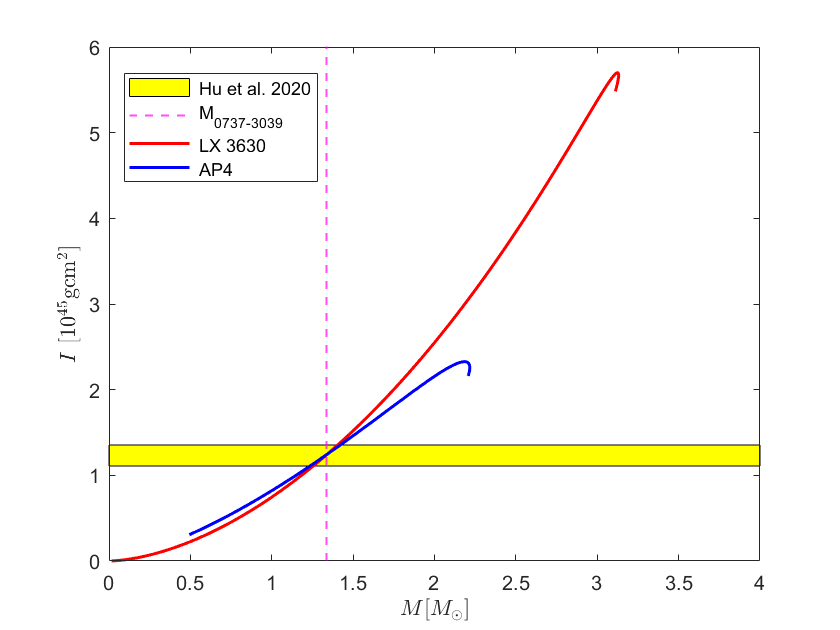 Hu et al. 2020
M0737-3039
LX 3630
AP4
6
5
4
3
2
1
0
I [10^45 gcm^2]
0 0.5 1 1.5 2 2.5 3 3.5 4
M[M⊙]